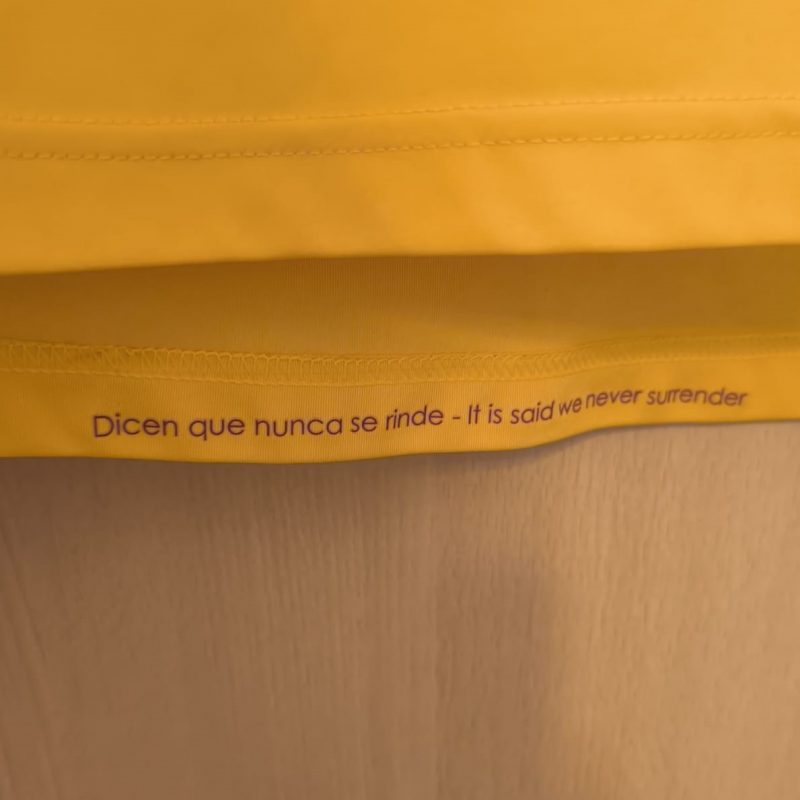 Dicen que nunca se rinde - It is said we never surrender